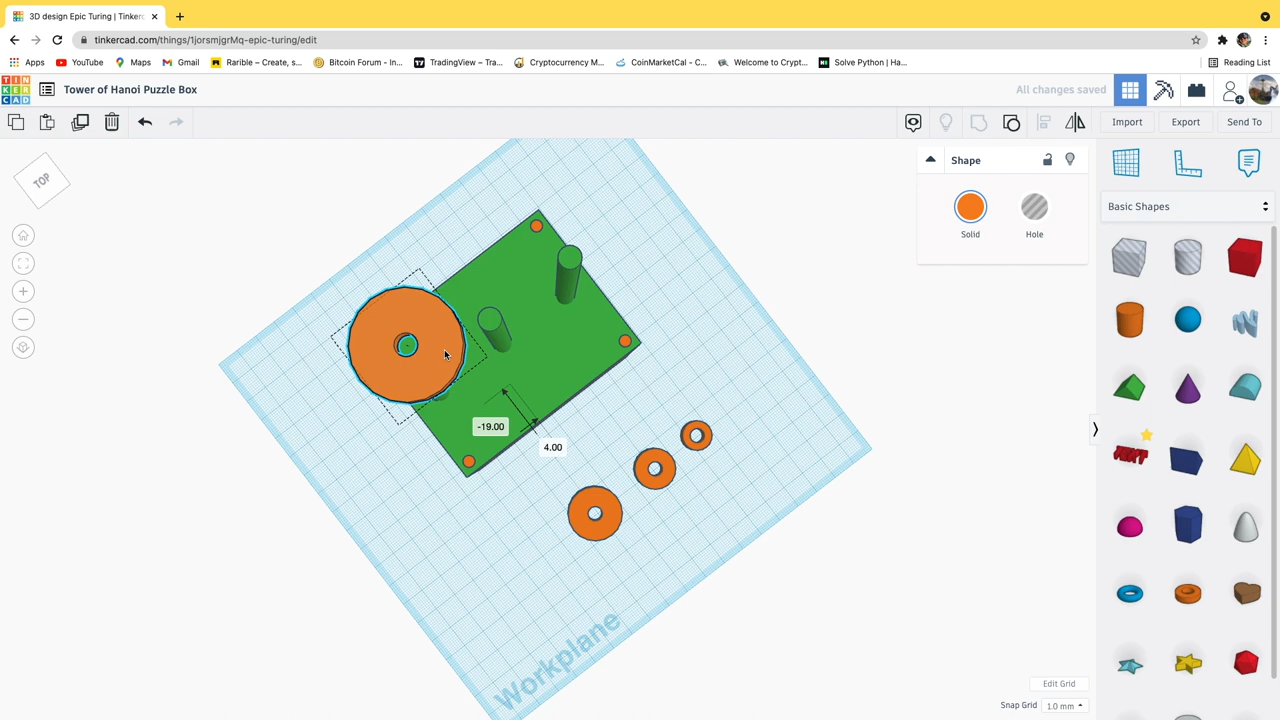 3D design Epic Turing | Tinkerc
tinkercad.com/things/1jorsmjgrMq-epic-turing/edit
Apps YouTube Maps Gmail Rarible – Create, s... Bitcoin Forum - In... TradingView – Tra... Cryptocurrency M... CoinMarketCal - C... Welcome to Crypt... Solve Python | Ha... Reading List
TIN
KER
CAD
Tower of Hanoi Puzzle Box
All changes saved
Import Export Send To
TOP
Shape
Solid Hole
Basic Shapes
-19.00
4.00
Workplane
Edit Grid
Snap Grid 1.0 mm